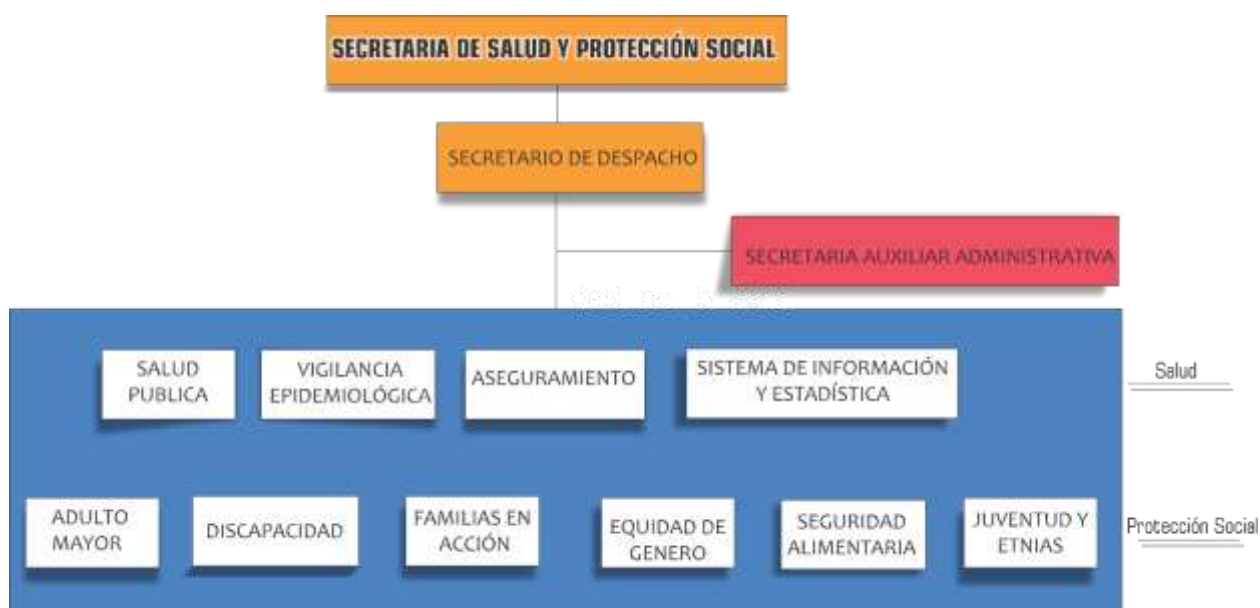 SECRETARIA DE SALUD Y PROTECCIÓN SOCIAL
SECRETARIO DE DESPACHO
SECRETARIA AUXILIAR ADMINISTRATIVA
SALUD
PUBLICA
VIGILANCIA
EPIDEMIOLÓGICA
ASEGURAMIENTO
SISTEMA DE INFORMACIÓN
Y ESTADÍSTICA
Salud
ADULTO
MAYOR
DISCAPACIDAD
FAMILIAS EN
ACCIÓN
EQUIDAD DE
GENERO
SEGURIDAD
ALIMENTARIA
JUVENTUD Y
ETNIAS
Protección Social